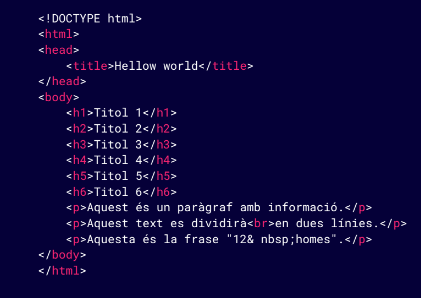 <!DOCTYPE html>
<html>
<head>
<title>Hellow world</title>
</head>
<body>
<h1>Titol 1</h1>
<h2>Titol 2</h2>
<h3>Titol 3</h3>
<h4>Titol 4</h4>
<h5>Titol 5</h5>
<h6>Titol 6</h6>
<p>Aquest és un paràgraf amb informació.</p>
<p>Aquest text es dividirà<br>en dues línies.</p>
<p>Aquesta és la frase "12& nbsp;homes".</p>
</body>
</html>